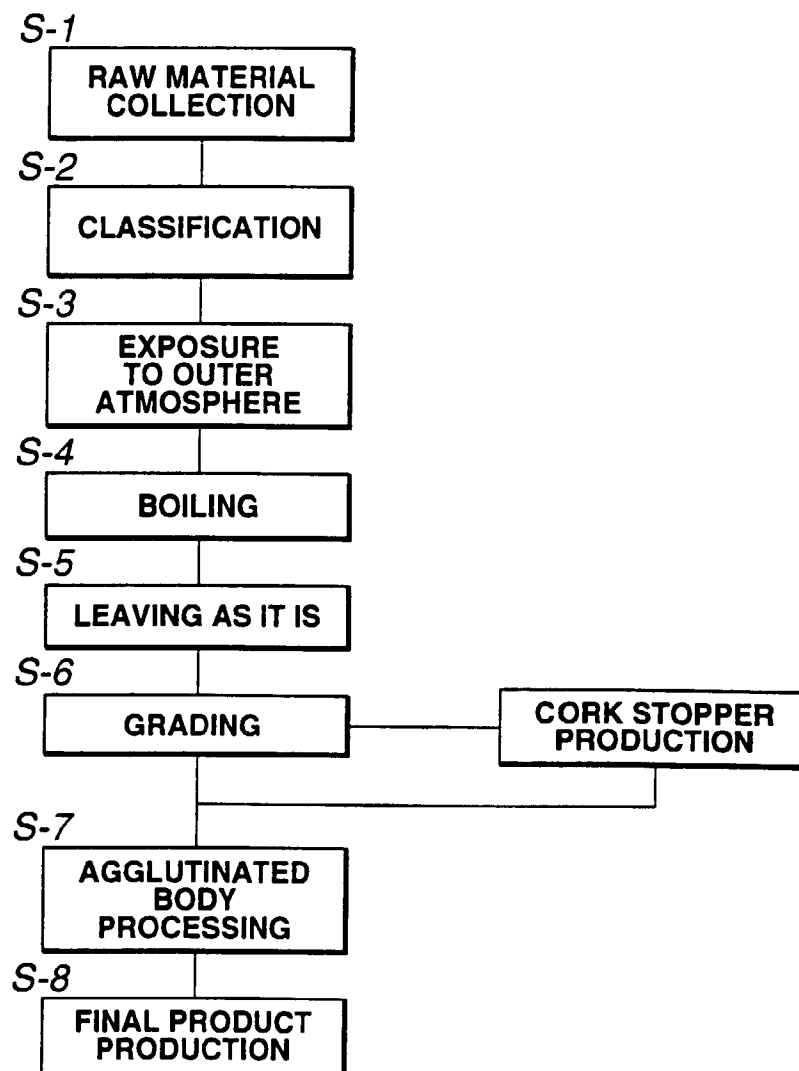 S-1
RAW MATERIAL
COLLECTION
S-2
CLASSIFICATION
S-3
EXPOSURE
TO OUTER
ATMOSPHERE
S-4
BOILING
S-5
LEAVING AS IT IS
S-6
GRADING
CORK STOPPER
PRODUCTION
S-7
AGGLUTINATED
BODY
PROCESSING
S-8
FINAL PRODUCT
PRODUCTION